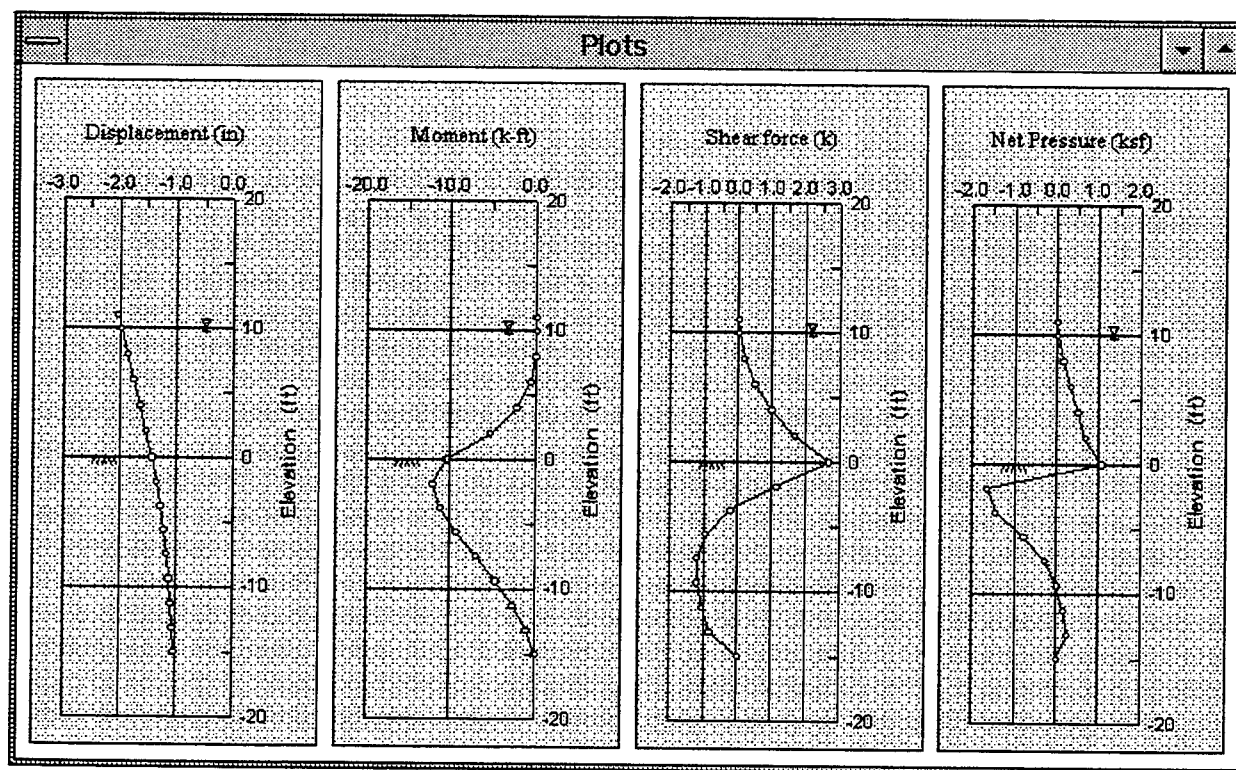 Plots
Displacement (in)
-3.0 -2.0 -1.0 0.0
20
10
0
-10
-20
Elevation (ft)
Moment (k-ft)
-20.0 -10.0 0.0
20
10
0
-10
-20
Elevation (ft)
Shear force (k)
-2.0 -1.0 0.0 1.0 2.0 3.0
20
10
0
-10
-20
Elevation (ft)
Net Pressure (ksf)
-2.0 -1.0 0.0 1.0 2.0
20
10
0
-10
-20
Elevation (ft)